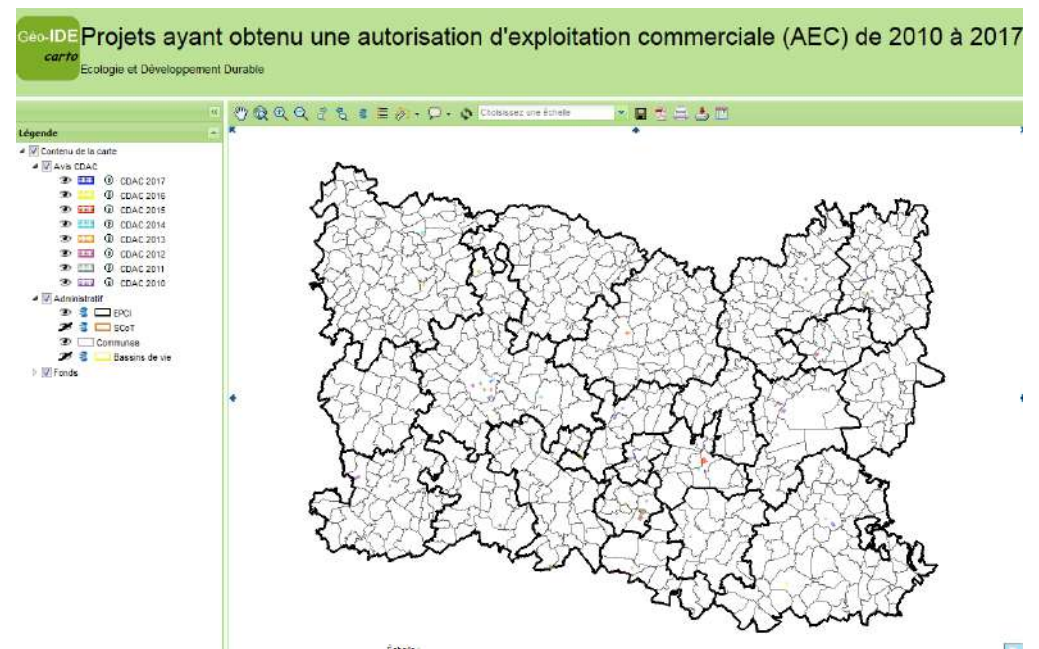 Géo-IDE
carto
Projets ayant obtenu une autorisation d'exploitation commerciale (AEC) de 2010 à 2017
Ecologie et Développement Durable
Choisissez une échelle
Légende
Contenu de la carte
Avis CDAC
CDAC 2017
CDAC 2016
CDAC 2015
CDAC 2014
CDAC 2013
CDAC 2012
CDAC 2011
CDAC 2010
Administratif
EPCI
SCoT
Communes
Bassins de vie
Fonds